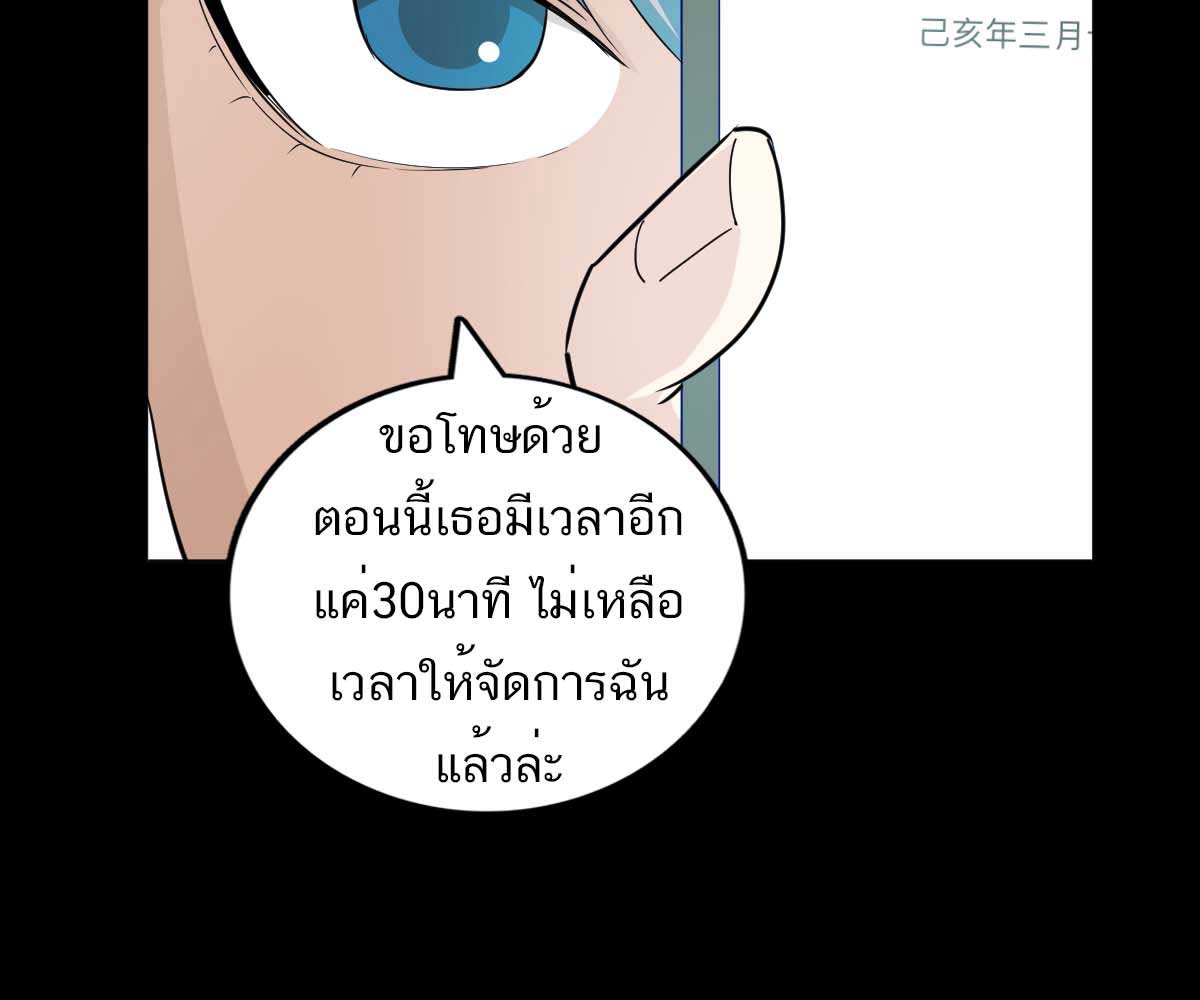 己亥年三月
ขอโทษด้วย
ตอนนี้เธอมีเวลาอีก
แค่30นาที ไม่เหลือ
เวลาให้จัดการฉัน
แล้วล่ะ